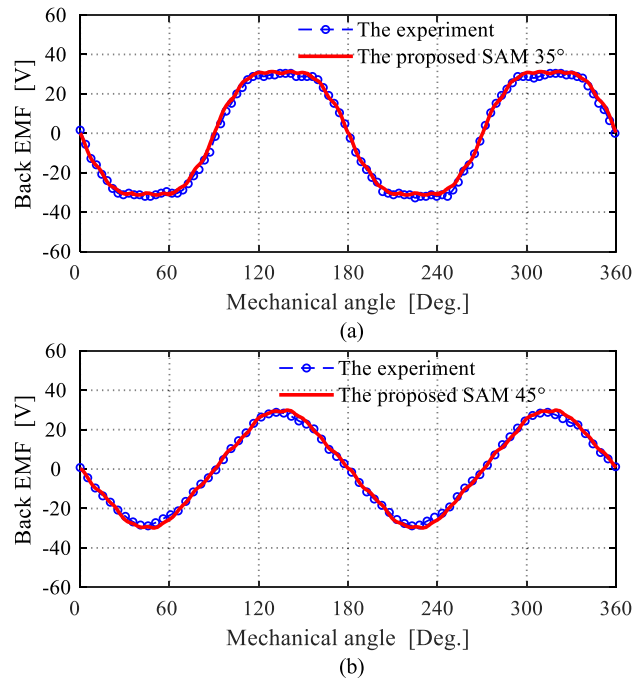 The experiment
The proposed SAM 35°
Back EMF [V]
60
40
20
0
-20
-40
-60
0 60 120 180 240 300 360
Mechanical angle [Deg.]
(a)
The experiment
The proposed SAM 45°
Back EMF [V]
60
40
20
0
-20
-40
-60
0 60 120 180 240 300 360
Mechanical angle [Deg.]
(b)